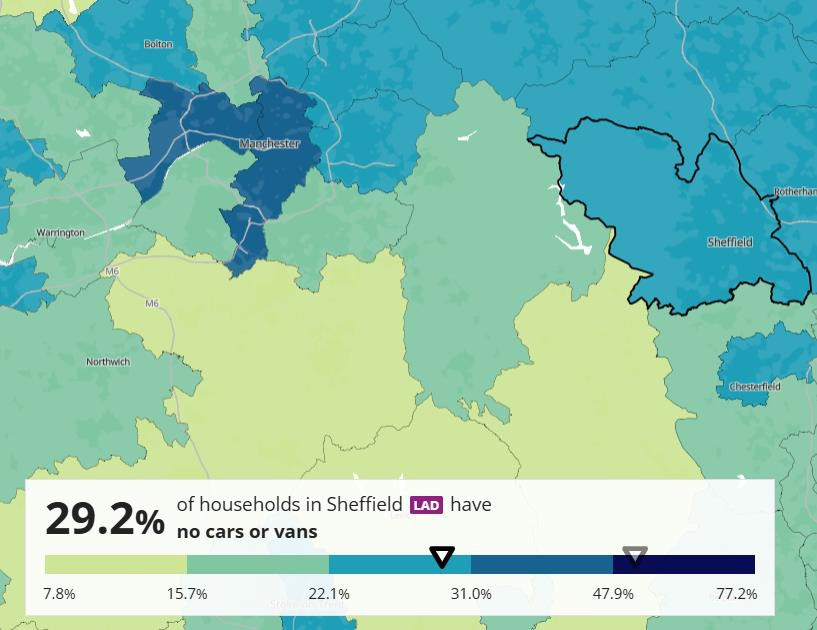 Bolton
Manchester
Warrington
M6
M6
Northwich
Rotherham
Sheffield
Chesterfield
29.2% of households in Sheffield LAD have
no cars or vans
7.8% 15.7% 22.1% 31.0% 47.9% 77.2%